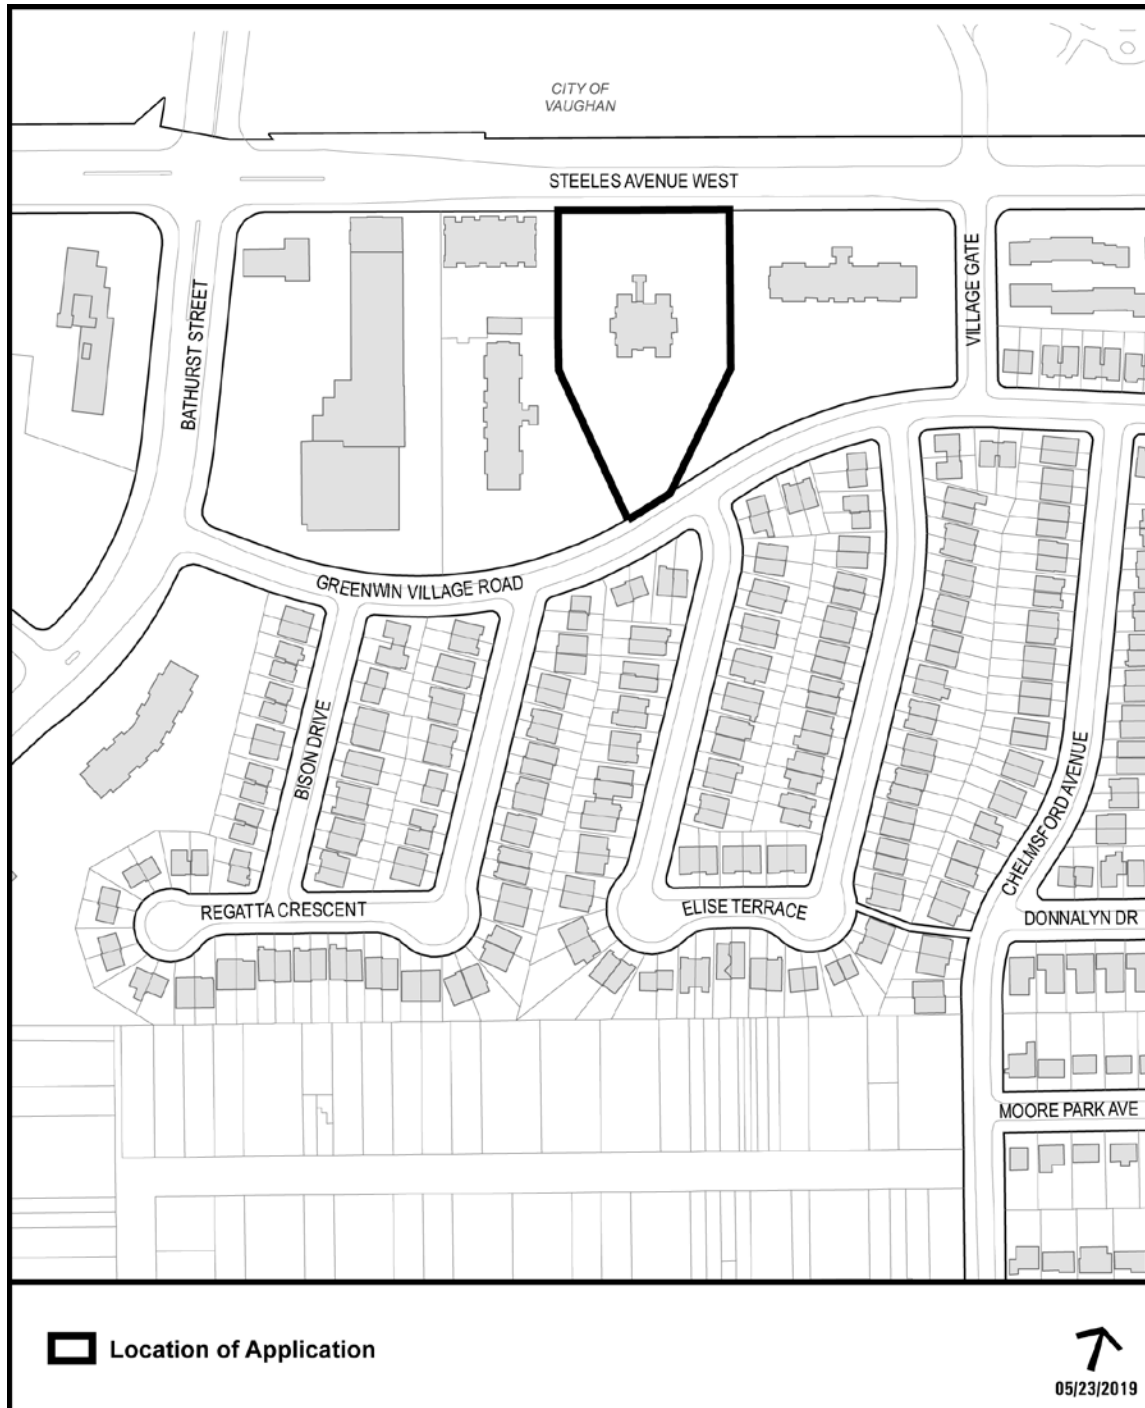 CITY OF
VAUGHAN
STEELES AVENUE WEST
BATHURST STREET
VILLAGE GATE
GREENWIN VILLAGE ROAD
BISON DRIVE
CHELMSFORD AVENUE
REGATTA CRESCENT
ELISE TERRACE
DONNALYN DR
MOORE PARK AVE
Location of Application
05/23/2019